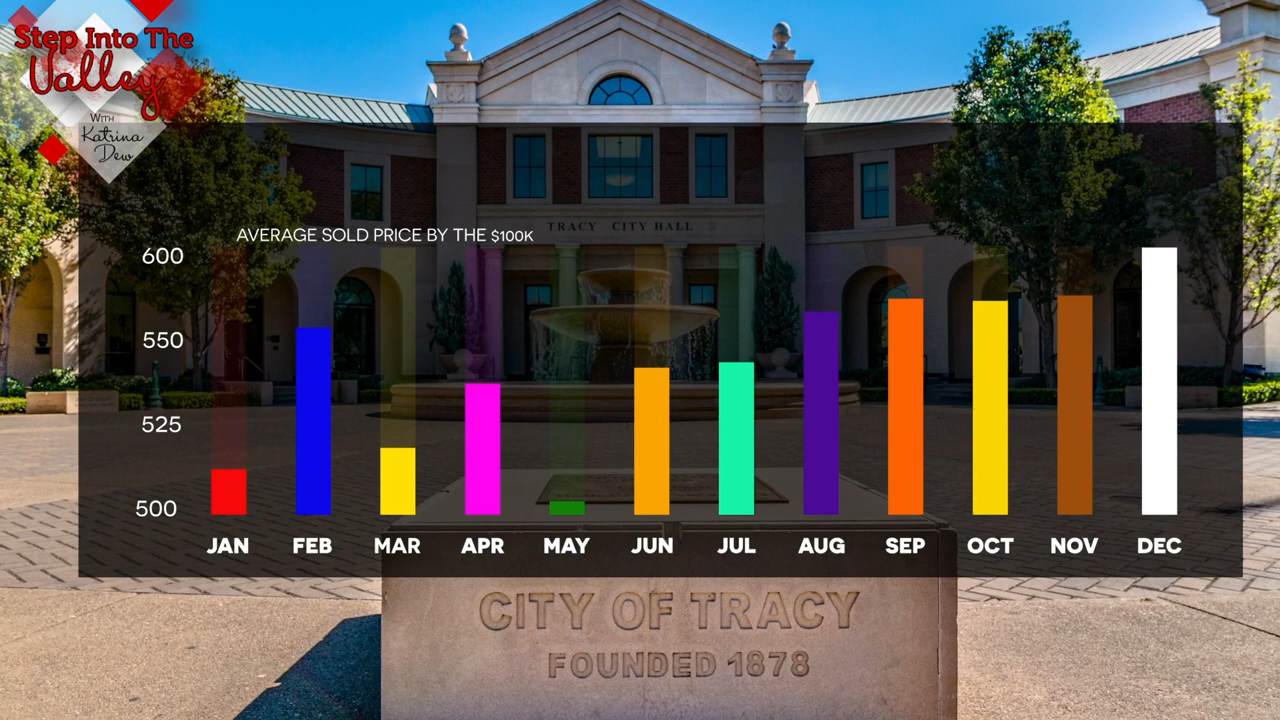 Step Into The
Valley
WITH
Katrina
Dew
TRACY CITY HALL
AVERAGE SOLD PRICE BY THE $100K
600
550
525
500
JAN FEB MAR APR MAY JUN JUL AUG SEP OCT NOV DEC
CITY OF TRACY
FOUNDED 1878